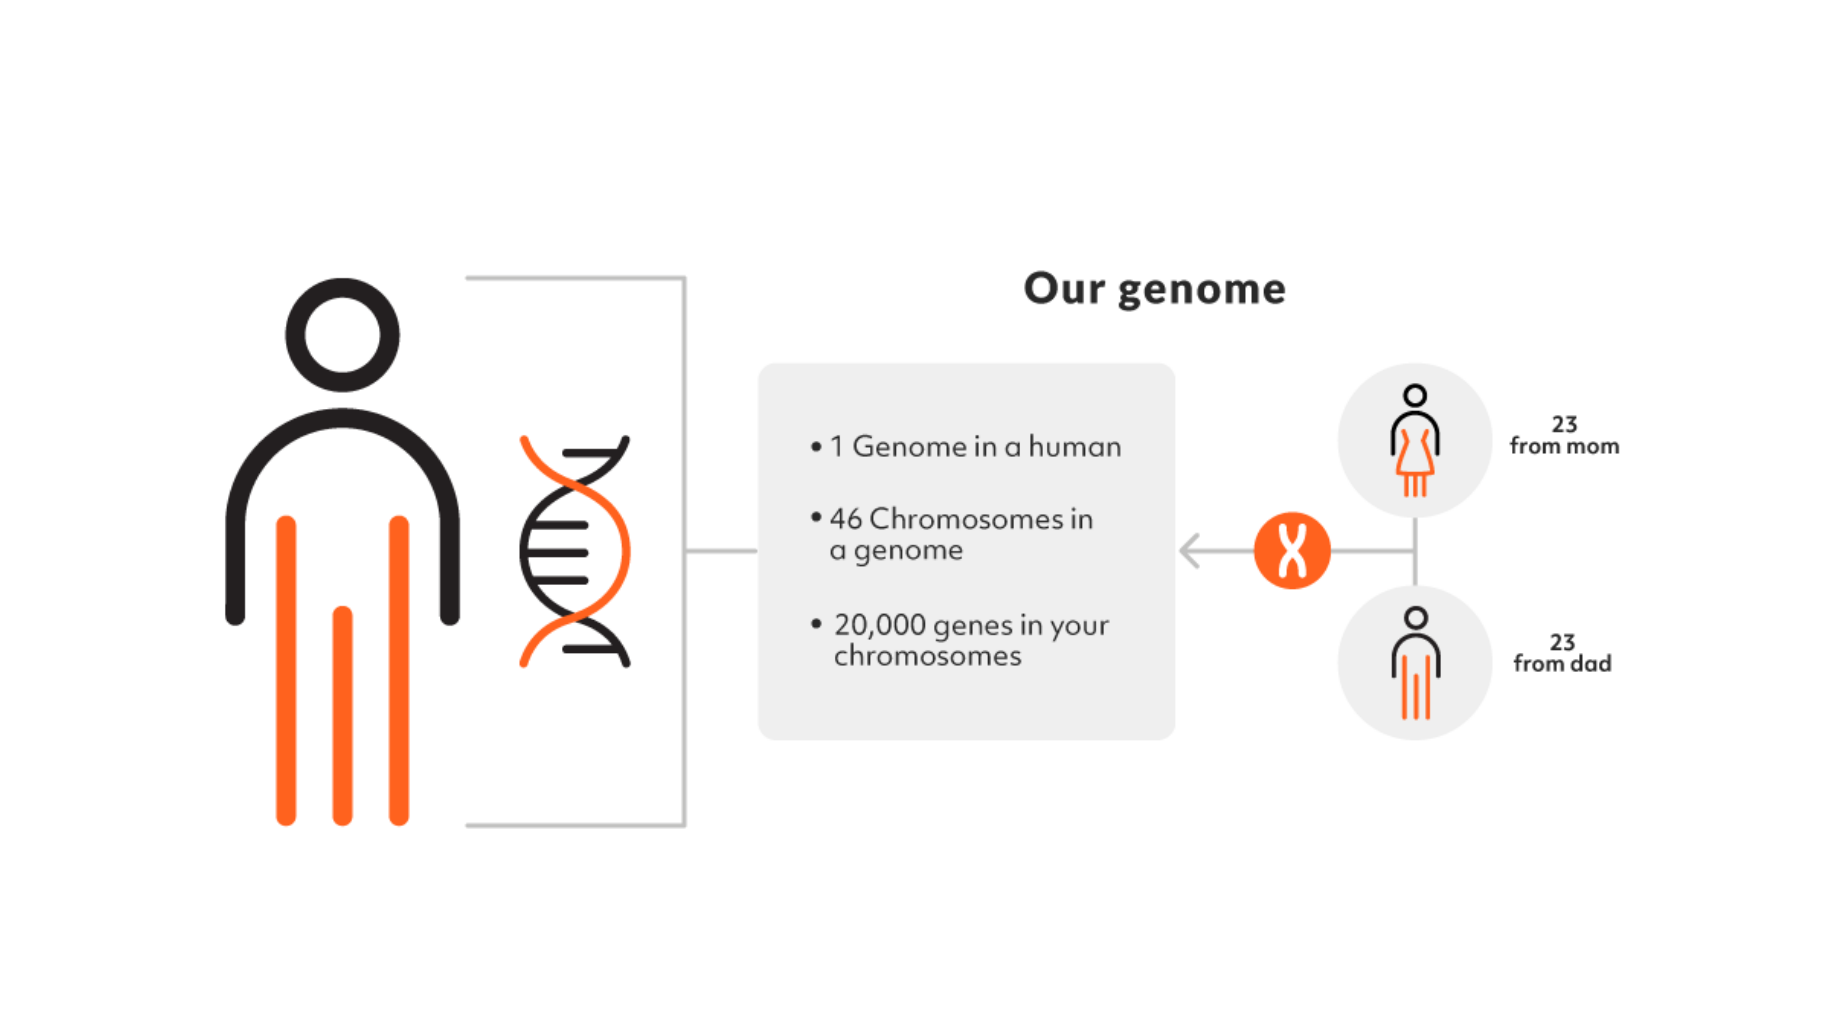 Our genome
• 1 Genome in a human
• 46 Chromosomes in
a genome
• 20,000 genes in your
chromosomes
23
from mom
23
from dad